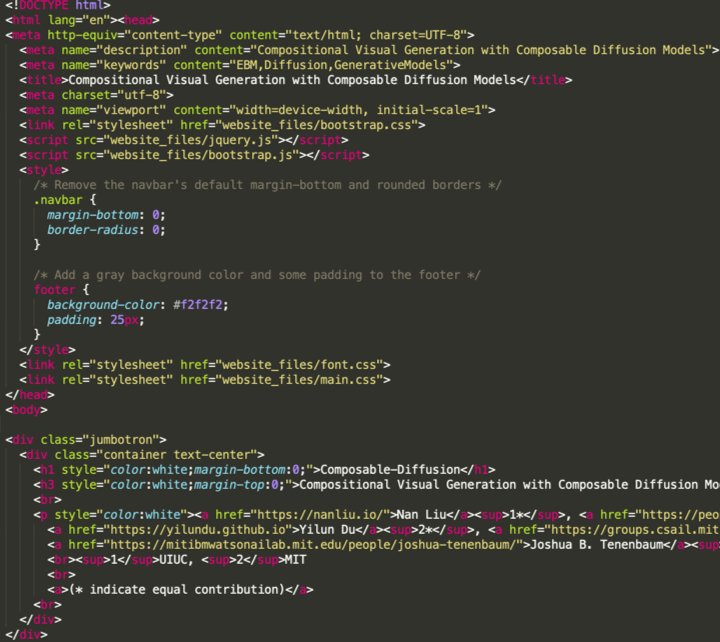 <!DOCTYPE html>
<html lang="en"><head>
<meta http-equiv="content-type" content="text/html; charset=UTF-8">
  <meta name="description" content="Compositional Visual Generation with Composable Diffusion Models">
  <meta name="keywords" content="EBM,Diffusion,GenerativeModels">
  <title>Compositional Visual Generation with Composable Diffusion Models</title>
  <meta charset="utf-8">
  <meta name="viewport" content="width=device-width, initial-scale=1">
  <link rel="stylesheet" href="website_files/bootstrap.css">
  <script src="website_files/jquery.js"></script>
  <script src="website_files/bootstrap.js"></script>
  <style>
    /* Remove the navbar's default margin-bottom and rounded borders */
    .navbar {
      margin-bottom: 0;
      border-radius: 0;
    }

    /* Add a gray background color and some padding to the footer */
    footer {
      background-color: #f2f2f2;
      padding: 25px;
    }
  </style>
  <link rel="stylesheet" href="website_files/font.css">
  <link rel="stylesheet" href="website_files/main.css">
</head>
<body>

<div class="jumbotron">
  <div class="container text-center">
    <h1 style="color:white;margin-bottom:0;">Composable-Diffusion</h1>
    <h3 style="color:white;margin-top:0;">Compositional Visual Generation with Composable Diffusion Mo
    <br>
    <p style="color:white"><a href="https://nanliu.io/">Nan Liu</a><sup>1*</sup>, <a href="https://peo
      <a href="https://yilundu.github.io">Yilun Du</a><sup>2*</sup>, <a href="https://groups.csail.mit
      <a href="https://mitibmwatsonailab.mit.edu/people/joshua-tenenbaum/">Joshua B. Tenenbaum</a><sup
      <br><sup>1</sup>UIUC, <sup>2</sup>MIT
      <br>
      <a>(* indicate equal contribution)</a>
    <br>
  </div>
</div>